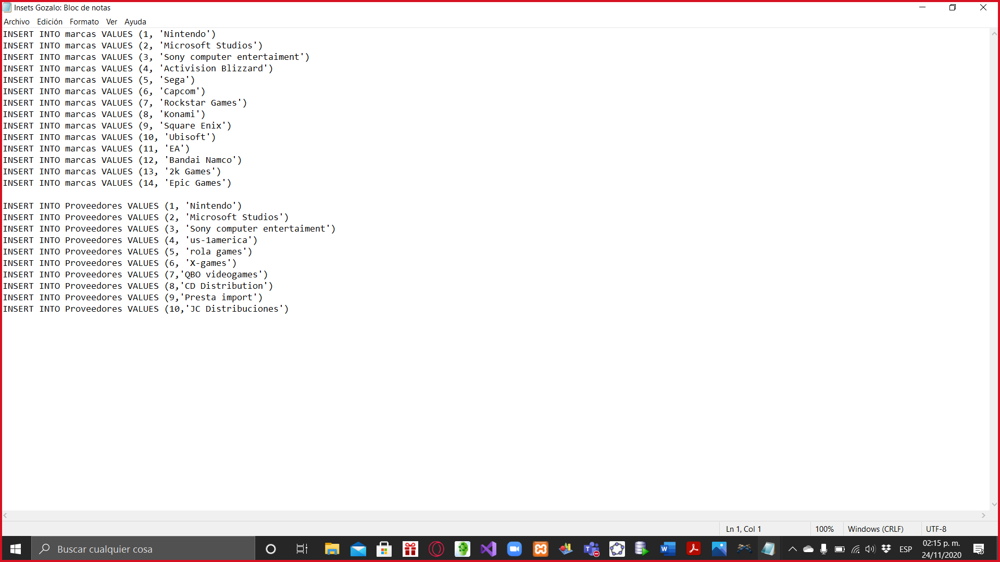 Insets Gozalo: Bloc de notas
Archivo Edición Formato Ver Ayuda
INSERT INTO marcas VALUES (1, 'Nintendo')
INSERT INTO marcas VALUES (2, 'Microsoft Studios')
INSERT INTO marcas VALUES (3, 'Sony computer entertaiment')
INSERT INTO marcas VALUES (4, 'Activision Blizzard')
INSERT INTO marcas VALUES (5, 'Sega')
INSERT INTO marcas VALUES (6, 'Capcom')
INSERT INTO marcas VALUES (7, 'Rockstar Games')
INSERT INTO marcas VALUES (8, 'Konami')
INSERT INTO marcas VALUES (9, 'Square Enix')
INSERT INTO marcas VALUES (10, 'Ubisoft')
INSERT INTO marcas VALUES (11, 'EA')
INSERT INTO marcas VALUES (12, 'Bandai Namco')
INSERT INTO marcas VALUES (13, '2k Games')
INSERT INTO marcas VALUES (14, 'Epic Games')
INSERT INTO Proveedores VALUES (1, 'Nintendo')
INSERT INTO Proveedores VALUES (2, 'Microsoft Studios')
INSERT INTO Proveedores VALUES (3, 'Sony computer entertaiment')
INSERT INTO Proveedores VALUES (4, 'us-1america')
INSERT INTO Proveedores VALUES (5, 'rola games')
INSERT INTO Proveedores VALUES (6, 'X-games')
INSERT INTO Proveedores VALUES (7,'QBO videogames')
INSERT INTO Proveedores VALUES (8,'CD Distribution')
INSERT INTO Proveedores VALUES (9,'Presta import')
INSERT INTO Proveedores VALUES (10,'JC Distribuciones')
Ln 1, Col 1 100% Windows (CRLF) UTF-8
Buscar cualquier cosa
ESP
02:15 p. m.
24/11/2020